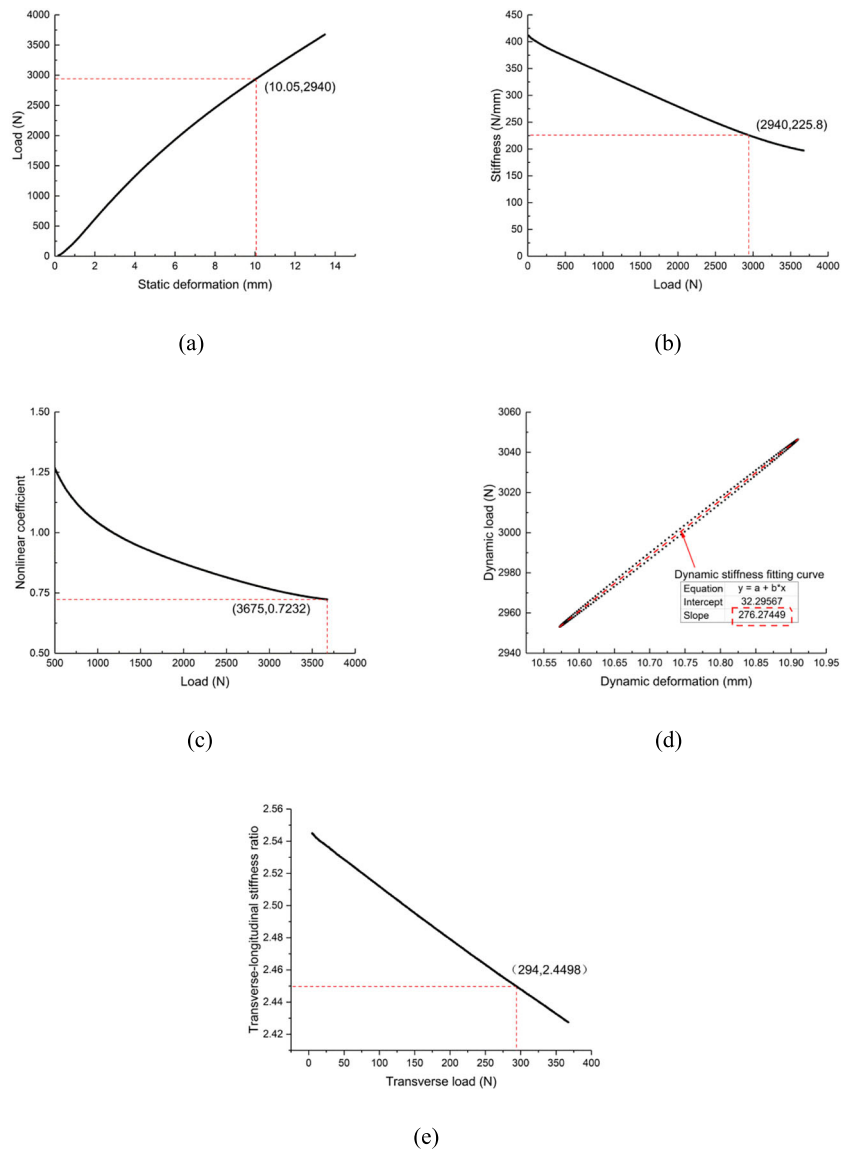 4000
3500
3000
2500
2000
1500
1000
500
0
Load (N)
(10.05,2940)
0 2 4 6 8 10 12 14
Static deformation (mm)
(a)
450
400
350
300
250
200
150
100
50
0
Stiffness (N/mm)
(2940,225.8)
0 500 1000 1500 2000 2500 3000 3500 4000
Load (N)
(b)
1.50
1.25
1.00
0.75
0.50
Nonlinear coefficient
(3675,0.7232)
500 1000 1500 2000 2500 3000 3500 4000
Load (N)
(c)
3060
3040
3020
3000
2980
2960
2940
Dynamic load (N)
Dynamic stiffness fitting curve
Equation y = a + b*x
Intercept 32.29567
Slope 276.27449
10.55 10.60 10.65 10.70 10.75 10.80 10.85 10.90 10.95
Dynamic deformation (mm)
(d)
2.56
2.54
2.52
2.50
2.48
2.46
2.44
2.42
Transverse-longitudinal stiffness ratio
（294,2.4498）
0 50 100 150 200 250 300 350 400
Transverse load (N)
(e)